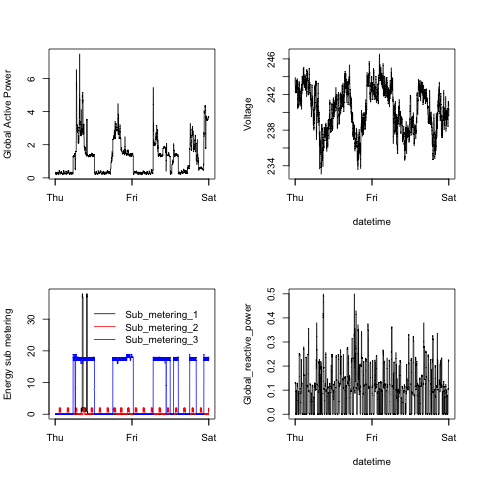 Global Active Power
0 2 4 6
Thu Fri Sat
Voltage
234 238 242 246
Thu Fri Sat
datetime
Energy sub metering
0 10 20 30
Sub_metering_1
Sub_metering_2
Sub_metering_3
Thu Fri Sat
Global_reactive_power
0.0 0.1 0.2 0.3 0.4 0.5
Thu Fri Sat
datetime